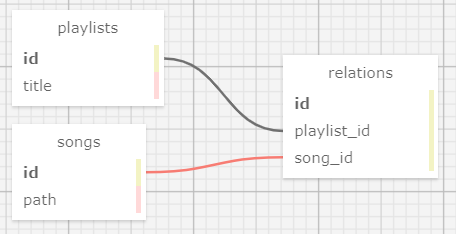 playlists
id
title
songs
id
path
relations
id
playlist_id
song_id